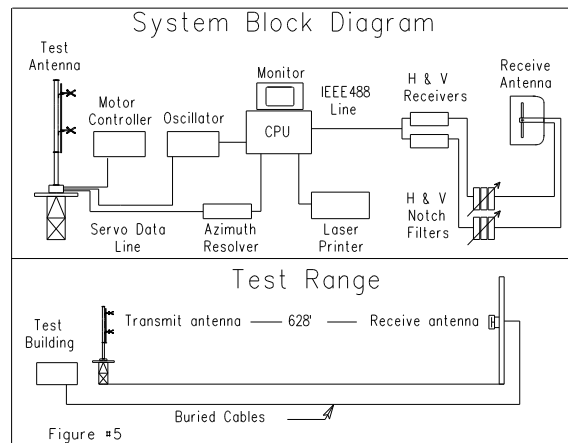 System Block Diagram
Test
Antenna
Motor
Controller
Oscillator
Monitor
CPU
IEEE488
Line
H & V
Receivers
Receive
Antenna
Servo Data
Line
Azimuth
Resolver
Laser
Printer
H & V
Notch
Filters
Test Range
Test
Building
Transmit antenna — 628' — Receive antenna
Buried Cables
Figure #5